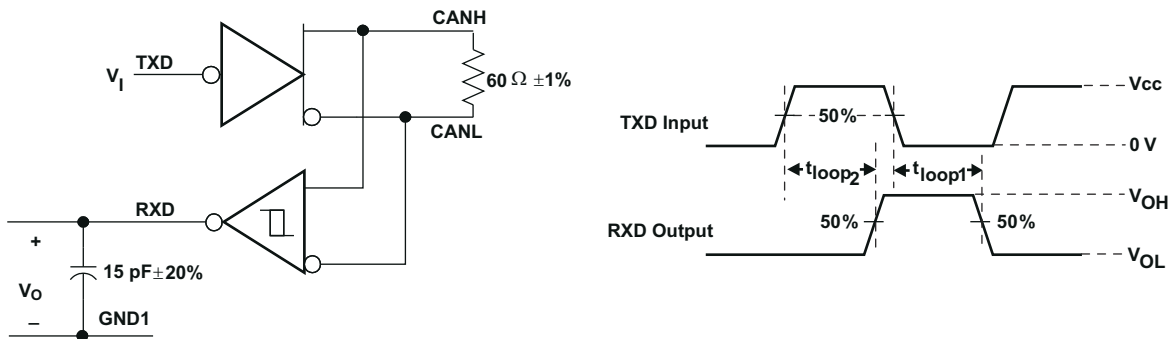 CANH
TXD
V_I
60 Ω ±1%
CANL
RXD
+
15 pF±20%
V_O
–
GND1
Vcc
50%
TXD Input
0 V
t_loop2
t_loop1
V_OH
50%
50%
RXD Output
V_OL